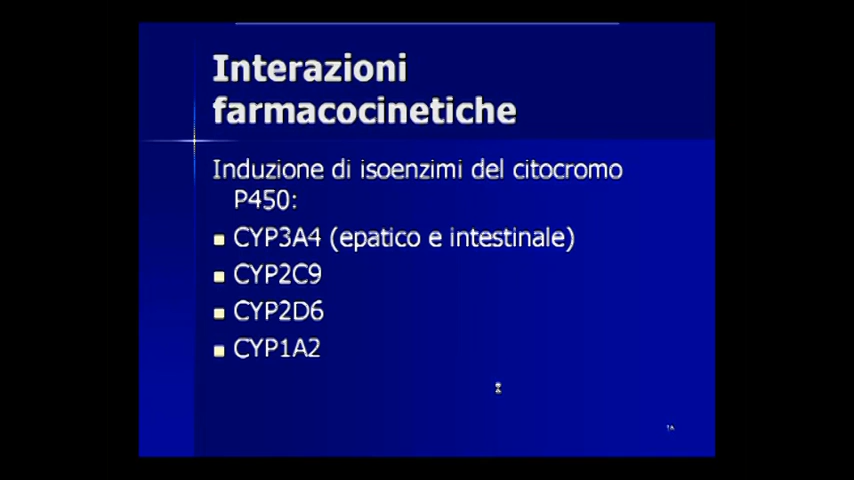 Interazioni
farmacocinetiche
Induzione di isoenzimi del citocromo
P450:
CYP3A4 (epatico e intestinale)
CYP2C9
CYP2D6
CYP1A2